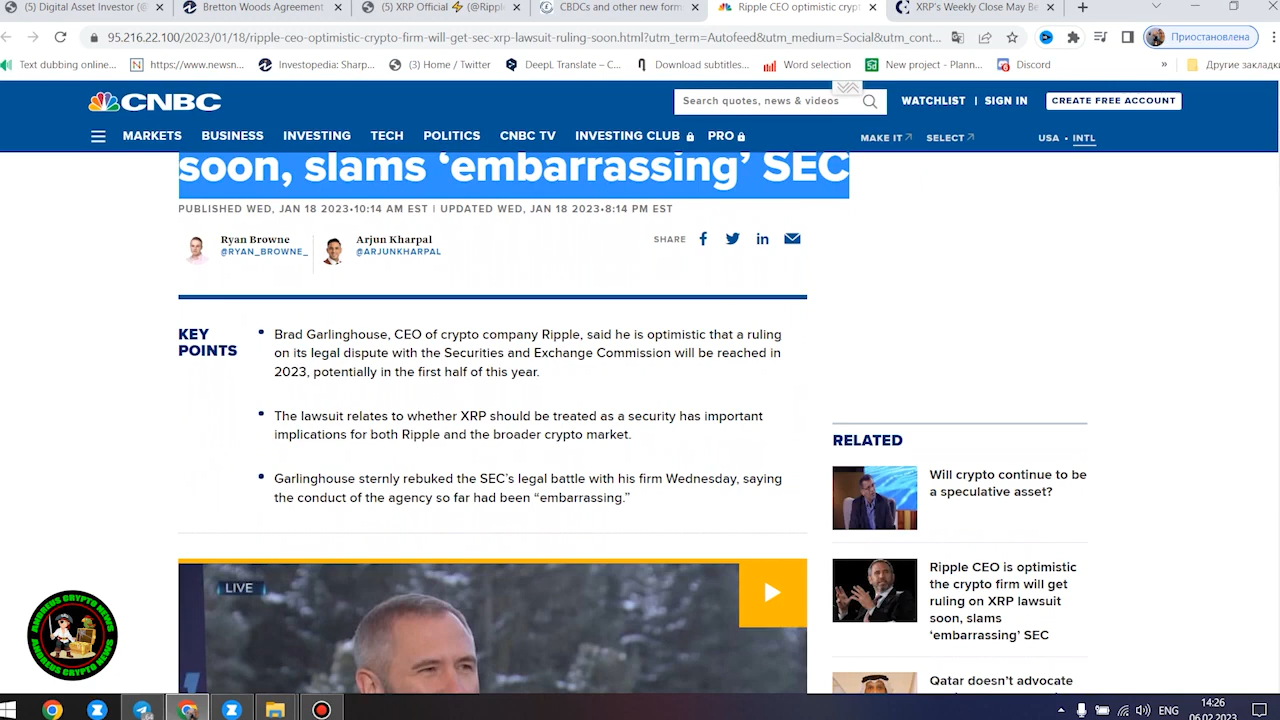 (5) Digital Asset Investor (@
Bretton Woods Agreement
(5) XRP Official ⚡ (@Rippl
CBDCs and other new form
Ripple CEO optimistic crypt
XRP's Weekly Close May Be
95.216.22.100/2023/01/18/ripple-ceo-optimistic-crypto-firm-will-get-sec-xrp-lawsuit-ruling-soon.html?utm_term=Autofeed&utm_medium=Social&utm_cont...
Приостановлена
Text dubbing online...
https://www.newsn...
Investopedia: Sharp...
(3) Home / Twitter
DeepL Translate – C...
Download subtitles...
Word selection
New project - Plann...
Discord
»
Другие закладки
CNBC
Search quotes, news & videos
WATCHLIST | SIGN IN
CREATE FREE ACCOUNT
MARKETS BUSINESS INVESTING TECH POLITICS CNBC TV INVESTING CLUB PRO
MAKE IT SELECT
USA • INTL
soon, slams ‘embarrassing’ SEC
PUBLISHED WED, JAN 18 2023•10:14 AM EST | UPDATED WED, JAN 18 2023•8:14 PM EST
Ryan Browne
@RYAN_BROWNE_
Arjun Kharpal
@ARJUNKHARPAL
SHARE
KEY
POINTS
• Brad Garlinghouse, CEO of crypto company Ripple, said he is optimistic that a ruling
on its legal dispute with the Securities and Exchange Commission will be reached in
2023, potentially in the first half of this year.
• The lawsuit relates to whether XRP should be treated as a security has important
implications for both Ripple and the broader crypto market.
• Garlinghouse sternly rebuked the SEC’s legal battle with his firm Wednesday, saying
the conduct of the agency so far had been “embarrassing.”
LIVE
RELATED
Will crypto continue to be
a speculative asset?
Ripple CEO is optimistic
the crypto firm will get
ruling on XRP lawsuit
soon, slams
‘embarrassing’ SEC
Qatar doesn’t advocate
ANDREUS CRYPTO NEWS
ANDREUS CRYPTO NEWS
ENG
14:26
06.02.2023